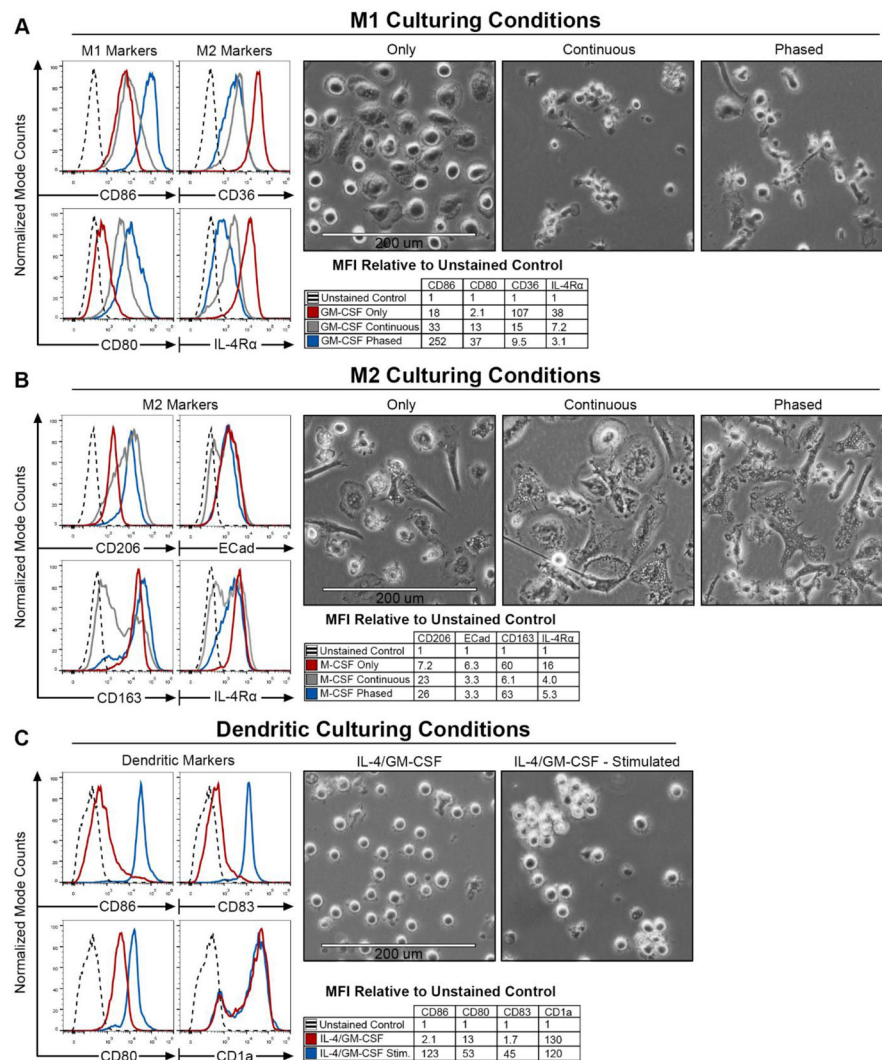 M1 Culturing Conditions
A
M1 Markers
M2 Markers
Only
Continuous
Phased
Normalized Mode Counts
CD86
CD36
CD80
IL-4Rα
200 um
MFI Relative to Unstained Control
CD86 CD80 CD36 IL-4Rα
Unstained Control 1 1 1 1
GM-CSF Only 18 2.1 107 38
GM-CSF Continuous 33 13 15 7.2
GM-CSF Phased 252 37 9.5 3.1
M2 Culturing Conditions
B
M2 Markers
Only
Continuous
Phased
Normalized Mode Counts
CD206
ECad
CD163
IL-4Rα
200 um
MFI Relative to Unstained Control
CD206 ECad CD163 IL-4Rα
Unstained Control 1 1 1 1
M-CSF Only 7.2 6.3 60 16
M-CSF Continuous 23 3.3 6.1 4.0
M-CSF Phased 26 3.3 63 5.3
Dendritic Culturing Conditions
C
Dendritic Markers
IL-4/GM-CSF
IL-4/GM-CSF - Stimulated
Normalized Mode Counts
CD86
CD83
CD80
CD1a
200 um
MFI Relative to Unstained Control
CD86 CD80 CD83 CD1a
Unstained Control 1 1 1 1
IL-4/GM-CSF 2.1 13 1.7 130
IL-4/GM-CSF Stim. 123 53 45 120